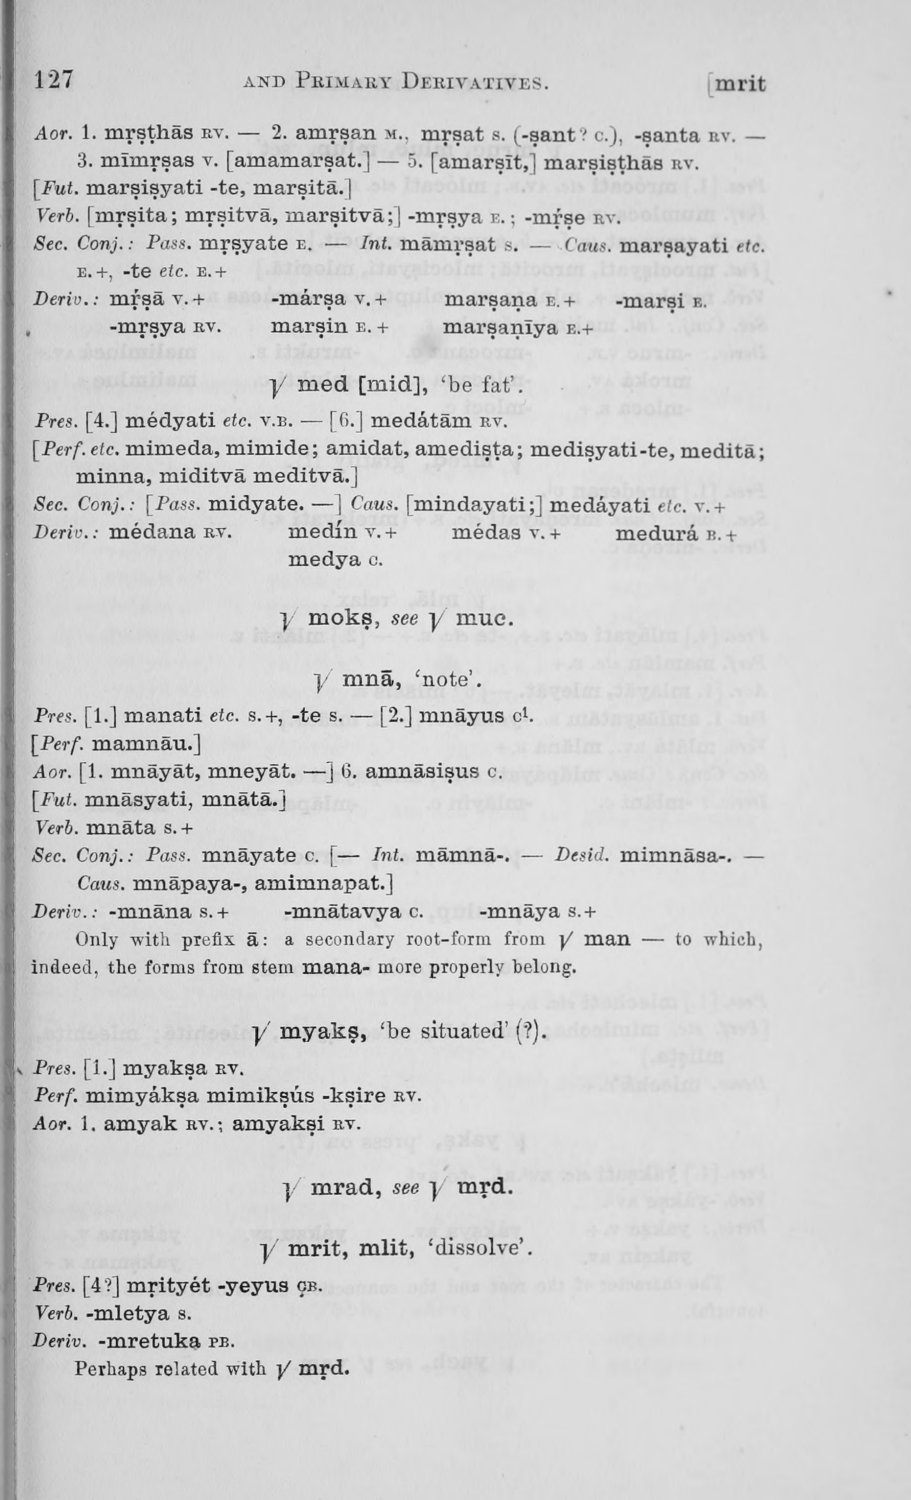 127 AND PRIMARY DERIVATIVES. [mrit
Aor. 1. mṛṣṭhās RV. — 2. amṛṣan M., mṛṣat S. (-ṣant? C.), -ṣanta RV. —
3. mīmṛṣas V. [amamarṣat.] — 5. [amarṣīt,] marṣiṣṭhās RV.
[Fut. marṣiṣyati -te, marṣitā.]
Verb. [mṛṣita; mṛṣitvā, marṣitvā;] -mṛṣya E.; -mṛ́ṣe RV.
Sec. Conj.: Pass. mṛṣyate E. — Int. māmṛṣat S. — Caus. marṣayati etc.
E.+, -te etc. E.+
Deriv.: mṛ́ṣā V.+ -márṣa V.+ marṣaṇa E.+ -marṣi E.
-mṛṣya RV. marṣin E.+ marṣaṇīya E.+
√ med [mid], ‘be fat’.
Pres. [4.] médyati etc. V.B. — [6.] medátām RV.
[Perf. etc. mimeda, mimide; amidat, amediṣṭa; mediṣyati-te, meditā;
minna, miditvā meditvā.]
Sec. Conj.: [Pass. midyate. —] Caus. [mindayati;] medáyati etc. V.+
Deriv.: médana RV. medín V.+ médas V.+ medurá B.+
medya C.
√ mokṣ, see √ muc.
√ mnā, ‘note’.
Pres. [1.] manati etc. S.+, -te S. — [2.] mnāyus C¹.
[Perf. mamnāu.]
Aor. [1. mnāyāt, mneyāt. —] 6. amnāsiṣus C.
[Fut. mnāsyati, mnātā.]
Verb. mnāta S.+
Sec. Conj.: Pass. mnāyate C. [— Int. māmnā-. — Desid. mimnāsa-. —
Caus. mnāpaya-, amimnapat.]
Deriv.: -mnāna S.+ -mnātavya C. -mnāya S.+
Only with prefix ā: a secondary root-form from √ man — to which,
indeed, the forms from stem mana- more properly belong.
√ myakṣ, ‘be situated’ (?).
Pres. [1.] myakṣa RV.
Perf. mimyákṣa mimikṣús -kṣire RV.
Aor. 1. amyak RV.; amyakṣi RV.
√ mrad, see √ mṛd.
√ mrit, mlit, ‘dissolve’.
Pres. [4?] mṛityét -yeyus ÇB.
Verb. -mletya S.
Deriv. -mretuka PB.
Perhaps related with √ mṛd.